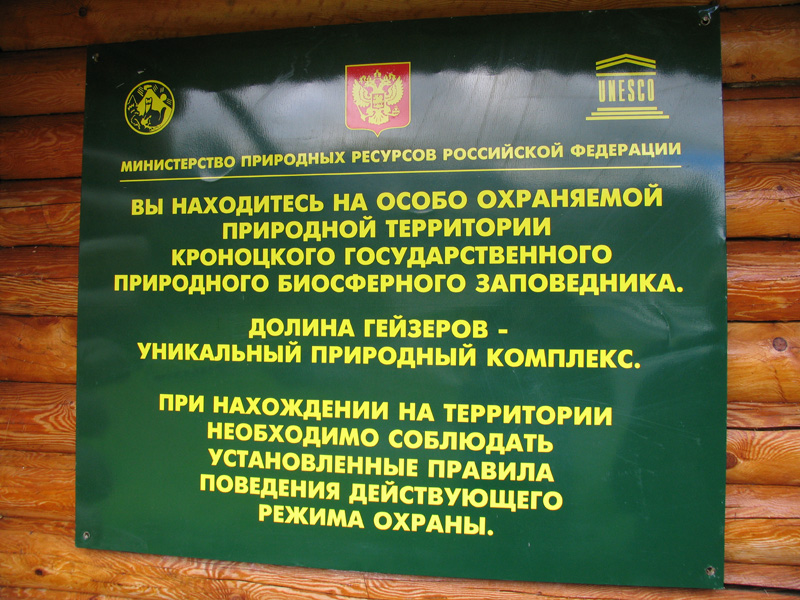 UNESCO
МИНИСТЕРСТВО ПРИРОДНЫХ РЕСУРСОВ РОССИЙСКОЙ ФЕДЕРАЦИИ
ВЫ НАХОДИТЕСЬ НА ОСОБО ОХРАНЯЕМОЙ
ПРИРОДНОЙ ТЕРРИТОРИИ
КРОНОЦКОГО ГОСУДАРСТВЕННОГО
ПРИРОДНОГО БИОСФЕРНОГО ЗАПОВЕДНИКА.
ДОЛИНА ГЕЙЗЕРОВ -
УНИКАЛЬНЫЙ ПРИРОДНЫЙ КОМПЛЕКС.
ПРИ НАХОЖДЕНИИ НА ТЕРРИТОРИИ
НЕОБХОДИМО СОБЛЮДАТЬ
УСТАНОВЛЕННЫЕ ПРАВИЛА
ПОВЕДЕНИЯ ДЕЙСТВУЮЩЕГО
РЕЖИМА ОХРАНЫ.